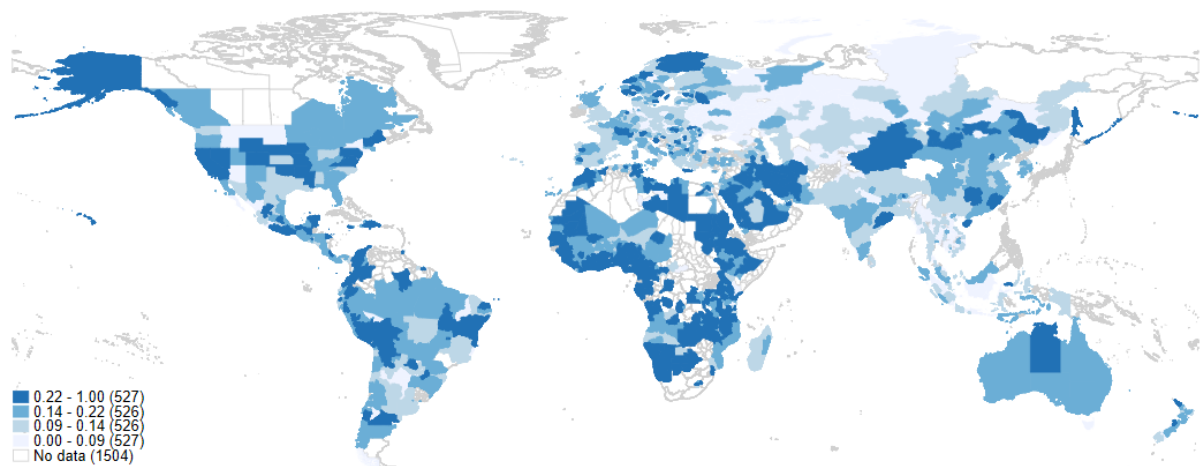 0.22 - 1.00 (527)
0.14 - 0.22 (526)
0.09 - 0.14 (526)
0.00 - 0.09 (527)
No data (1504)